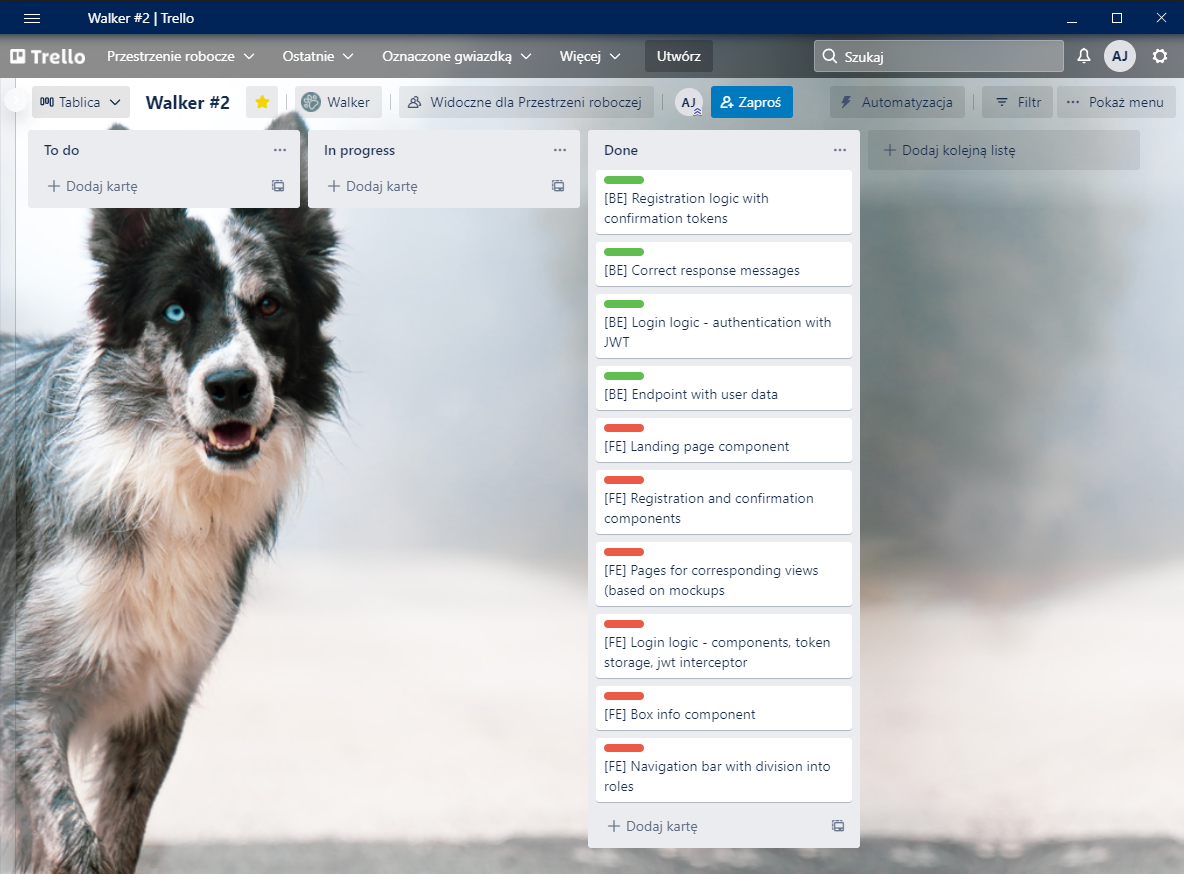 Walker #2 | Trello
Trello
Przestrzenie robocze
Ostatnie
Oznaczone gwiazdką
Więcej
Utwórz
Szukaj
AJ
Tablica
Walker #2
Walker
Widoczne dla Przestrzeni roboczej
AJ
Zaproś
Automatyzacja
Filtr
Pokaż menu
To do
Dodaj kartę
In progress
Dodaj kartę
Done
[BE] Registration logic with
confirmation tokens
[BE] Correct response messages
[BE] Login logic - authentication with
JWT
[BE] Endpoint with user data
[FE] Landing page component
[FE] Registration and confirmation
components
[FE] Pages for corresponding views
(based on mockups
[FE] Login logic - components, token
storage, jwt interceptor
[FE] Box info component
[FE] Navigation bar with division into
roles
Dodaj kartę
Dodaj kolejną listę